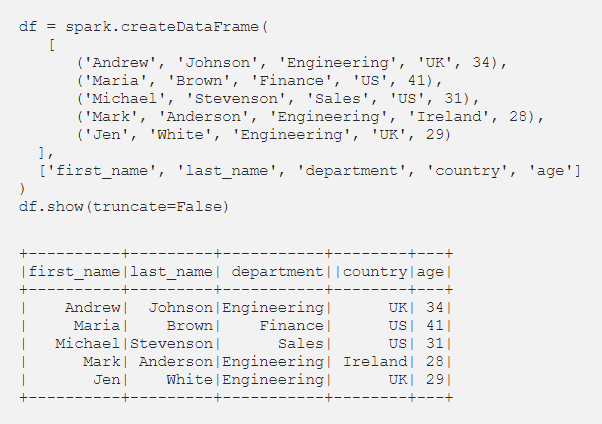 df = spark.createDataFrame(
   [
      ('Andrew', 'Johnson', 'Engineering', 'UK', 34),
      ('Maria', 'Brown', 'Finance', 'US', 41),
      ('Michael', 'Stevenson', 'Sales', 'US', 31),
      ('Mark', 'Anderson', 'Engineering', 'Ireland', 28),
      ('Jen', 'White', 'Engineering', 'UK', 29)
  ],
  ['first_name', 'last_name', 'department', 'country', 'age']
)
df.show(truncate=False)
+----------+---------+-----------+--------+---+
|first_name|last_name| department||country|age|
+----------+---------+-----------+--------+---+
|    Andrew|  Johnson|Engineering|      UK| 34|
|     Maria|    Brown|    Finance|      US| 41|
|   Michael|Stevenson|      Sales|      US| 31|
|      Mark| Anderson|Engineering| Ireland| 28|
|       Jen|    White|Engineering|      UK| 29|
+----------+---------+-----------+--------+---+